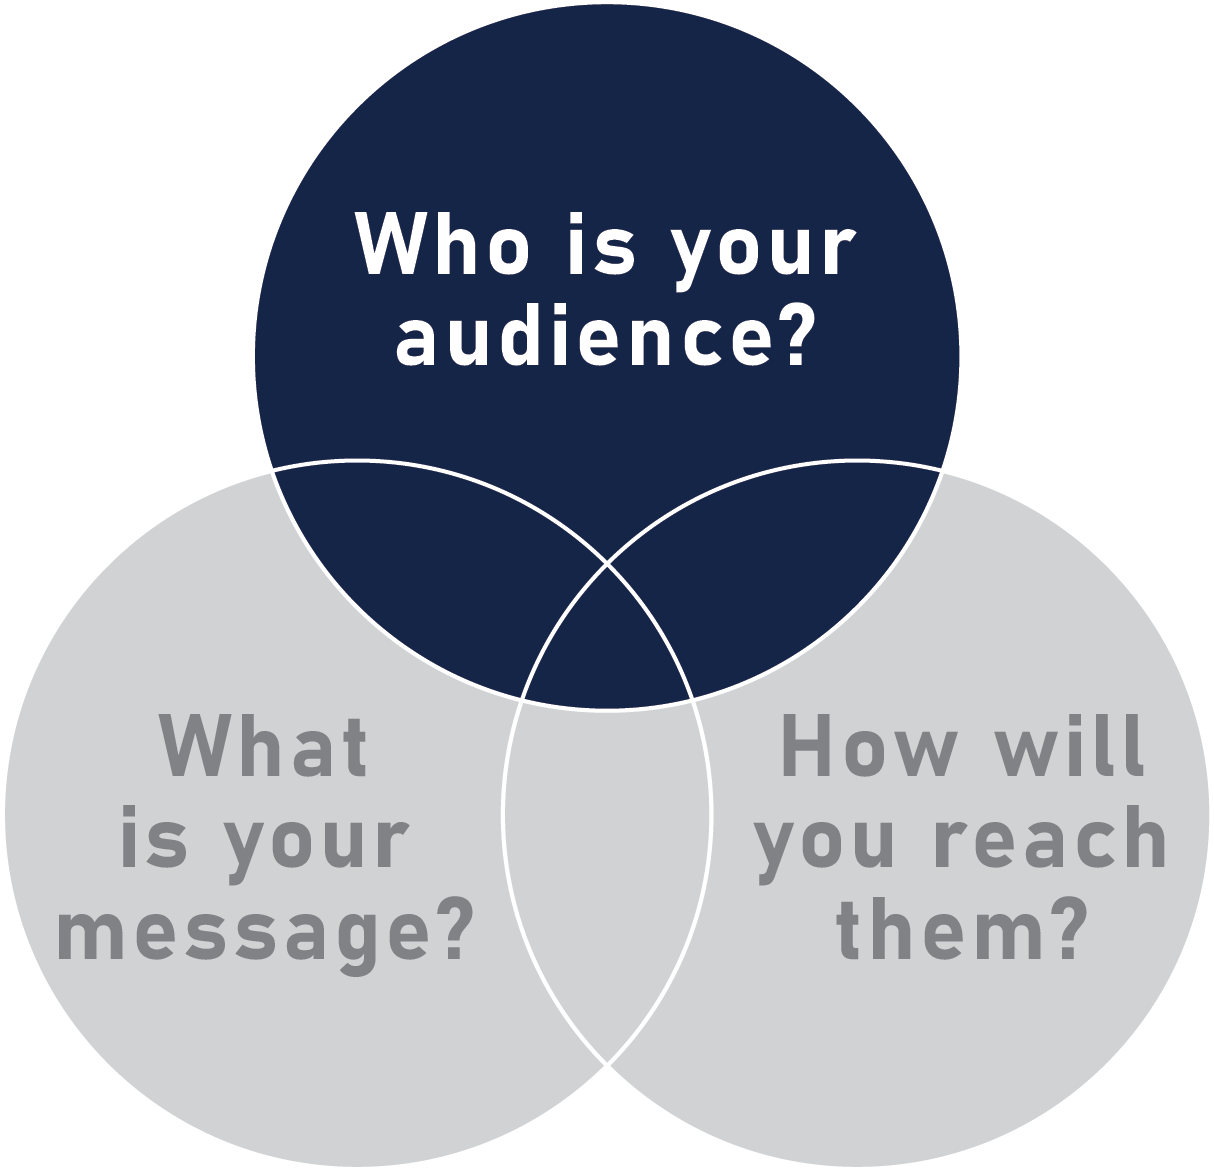 Who is your
audience?
What
is your
message?
How will
you reach
them?